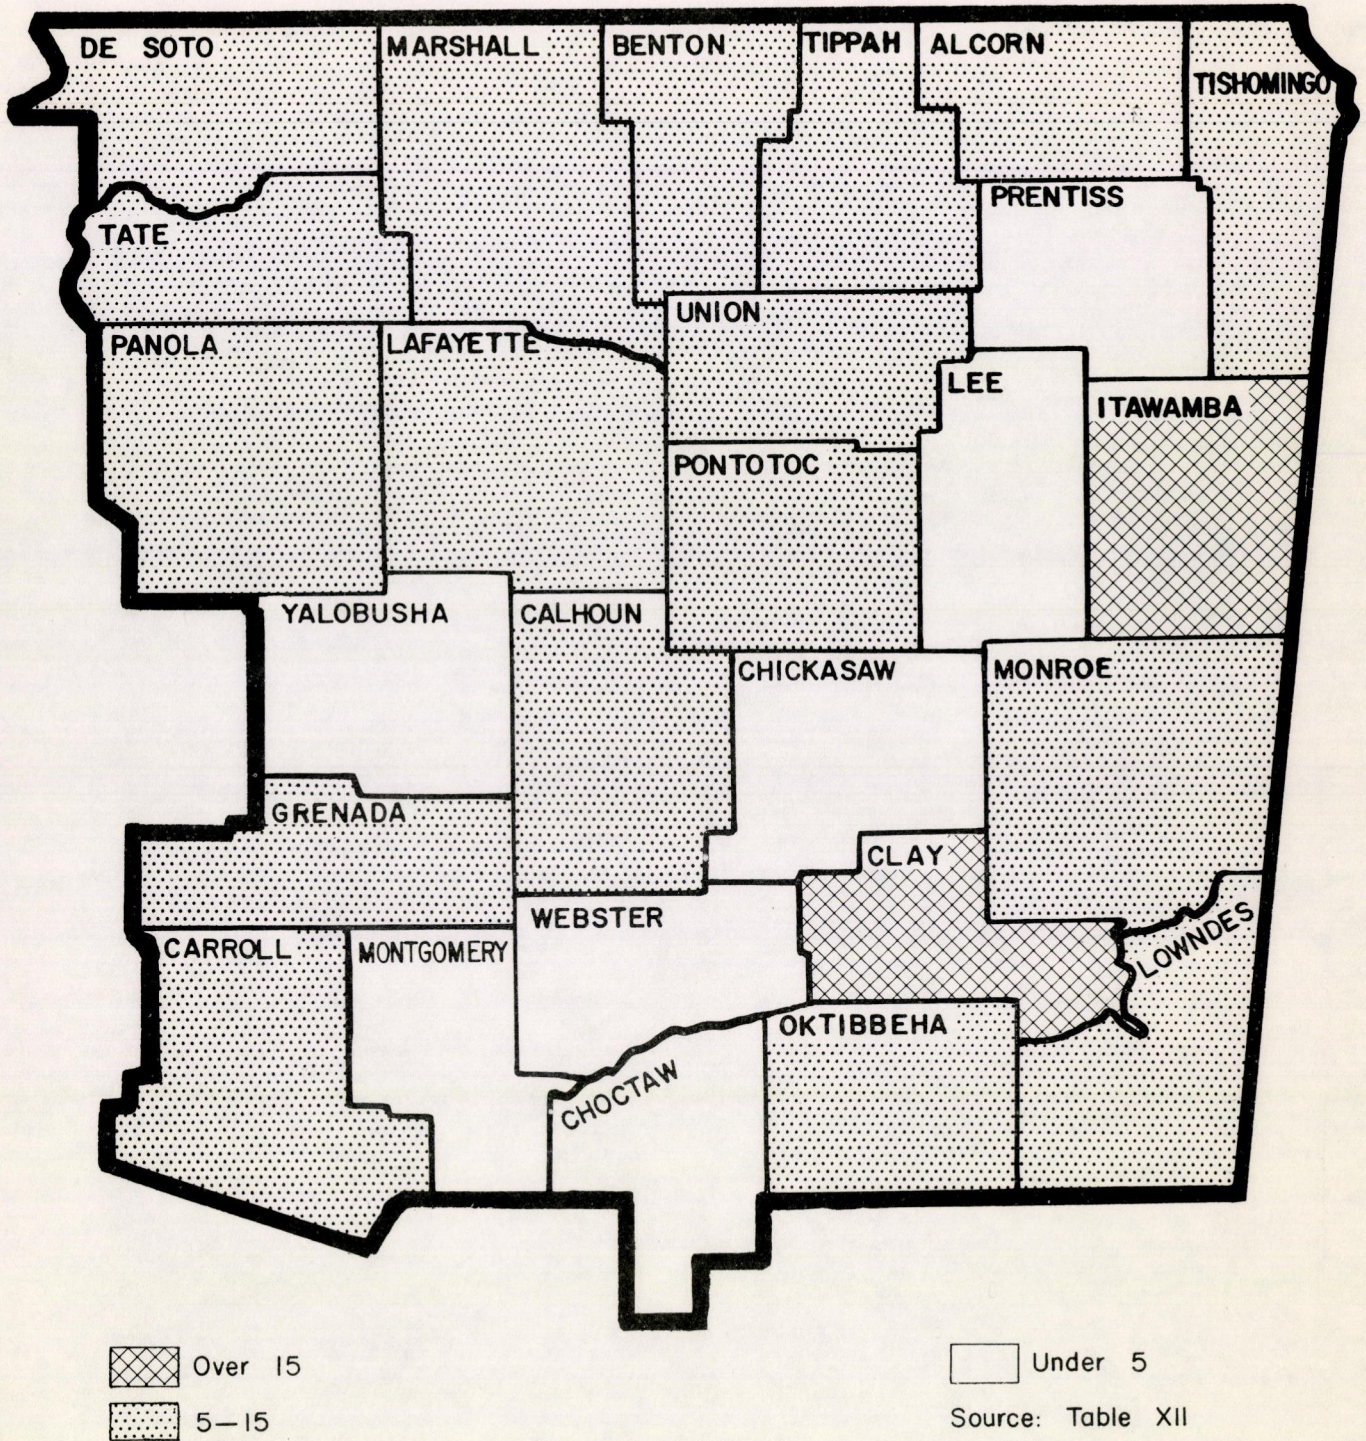 DE SOTO
MARSHALL
BENTON
TIPPAH
ALCORN
TISHOMINGO
PRENTISS
TATE
UNION
PANOLA
LAFAYETTE
LEE
ITAWAMBA
PONTOTOC
YALOBUSHA
CALHOUN
CHICKASAW
MONROE
GRENADA
CLAY
WEBSTER
LOWNDES
CARROLL
MONTGOMERY
OKTIBBEHA
CHOCTAW
Over 15
5—15
Under 5
Source: Table XII